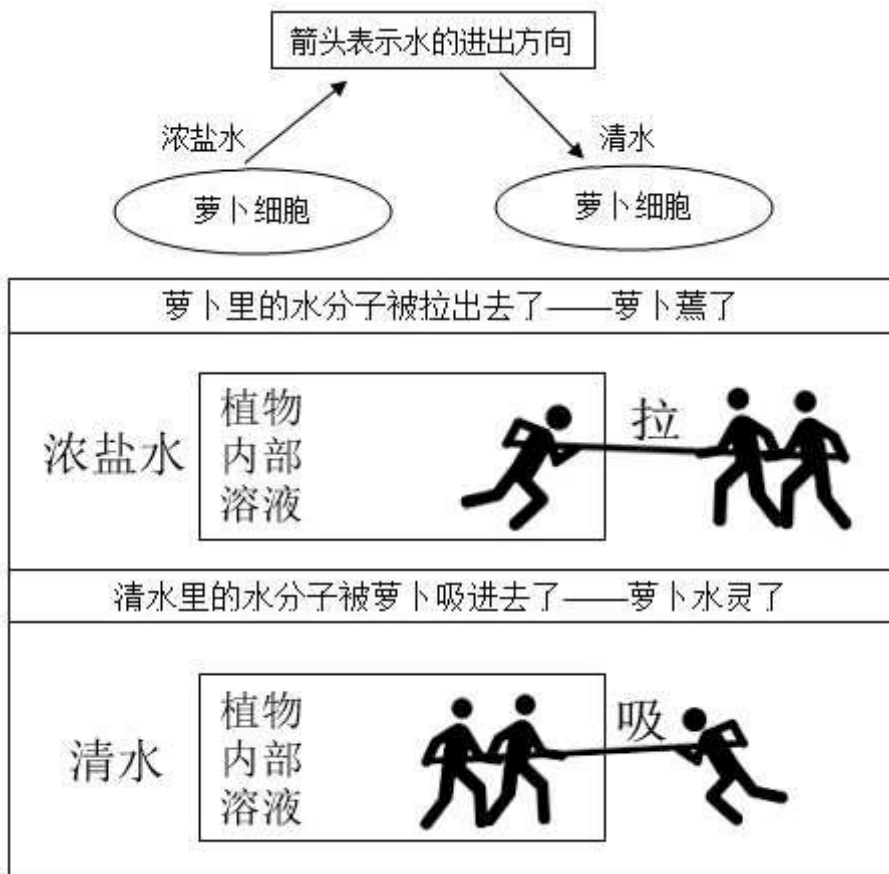 箭头表示水的进出方向
浓盐水
清水
萝卜细胞
萝卜细胞
萝卜里的水分子被拉出去了——萝卜蔫了
浓盐水
植物
内部
溶液
拉
清水里的水分子被萝卜吸进去了——萝卜水灵了
清水
植物
内部
溶液
吸